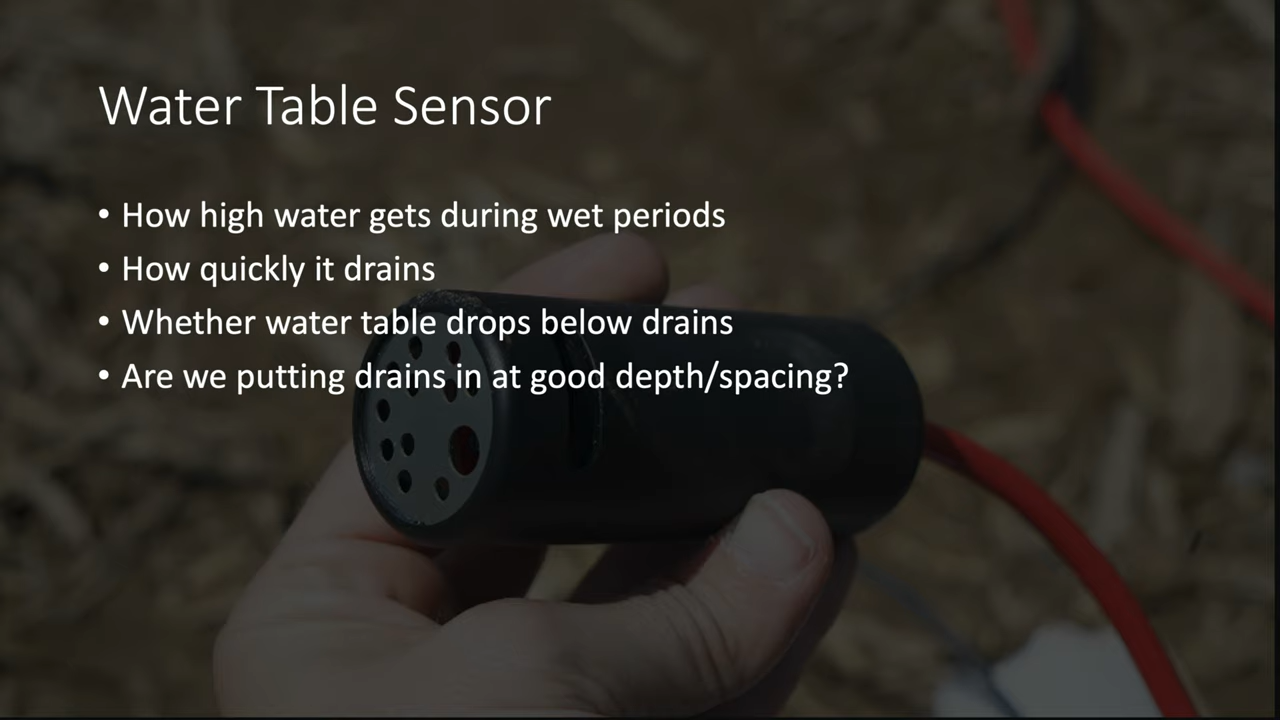 Water Table Sensor
• How high water gets during wet periods
• How quickly it drains
• Whether water table drops below drains
• Are we putting drains in at good depth/spacing?